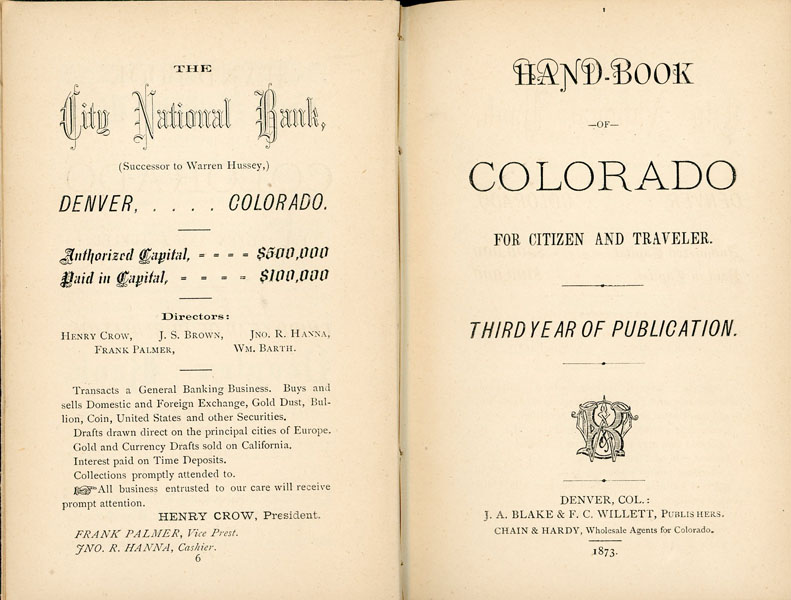 THE
City National Bank,
(Successor to Warren Hussey,)
DENVER, . . . . COLORADO.
Authorized Capital, = = = = $500,000
Paid in Capital, = = = = $100,000
Directors:
HENRY CROW, J. S. BROWN, JNO. R. HANNA,
FRANK PALMER, WM. BARTH.
Transacts a General Banking Business. Buys and
sells Domestic and Foreign Exchange, Gold Dust, Bul-
lion, Coin, United States and other Securities.
Drafts drawn direct on the principal cities of Europe.
Gold and Currency Drafts sold on California.
Interest paid on Time Deposits.
Collections promptly attended to.
☞All business entrusted to our care will receive
prompt attention.
HENRY CROW, President.
FRANK PALMER, Vice Prest.
JNO. R. HANNA, Cashier.
6
HAND-BOOK
—OF—
COLORADO
FOR CITIZEN AND TRAVELER.
THIRD YEAR OF PUBLICATION.
DENVER, COL.:
J. A. BLAKE & F. C. WILLETT, PUBLISHERS.
CHAIN & HARDY, Wholesale Agents for Colorado.
1873.